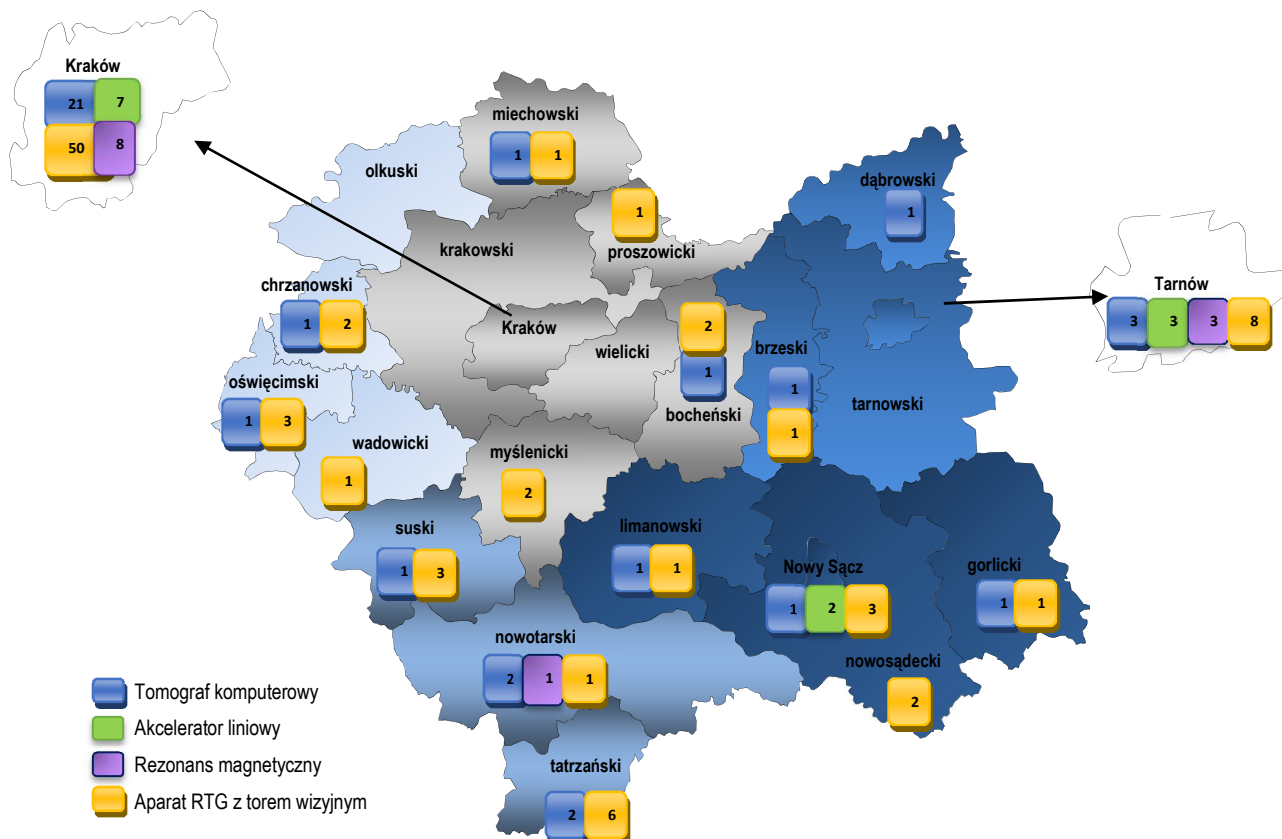 Kraków
21 7
50 8
miechowski
1 1
olkuski
dąbrowski
1
1
proszowicki
krakowski
chrzanowski
1 2
Kraków
wielicki
2
1
bocheński
brzeski
1
1
tarnowski
Tarnów
3 3 3 8
oświęcimski
1 3
wadowicki
1
myślenicki
2
suski
1 3
limanowski
1 1
Nowy Sącz
1 2 3
gorlicki
1 1
nowotarski
2 1 1
nowosądecki
2
tatrzański
2 6
Tomograf komputerowy
Akcelerator liniowy
Rezonans magnetyczny
Aparat RTG z torem wizyjnym